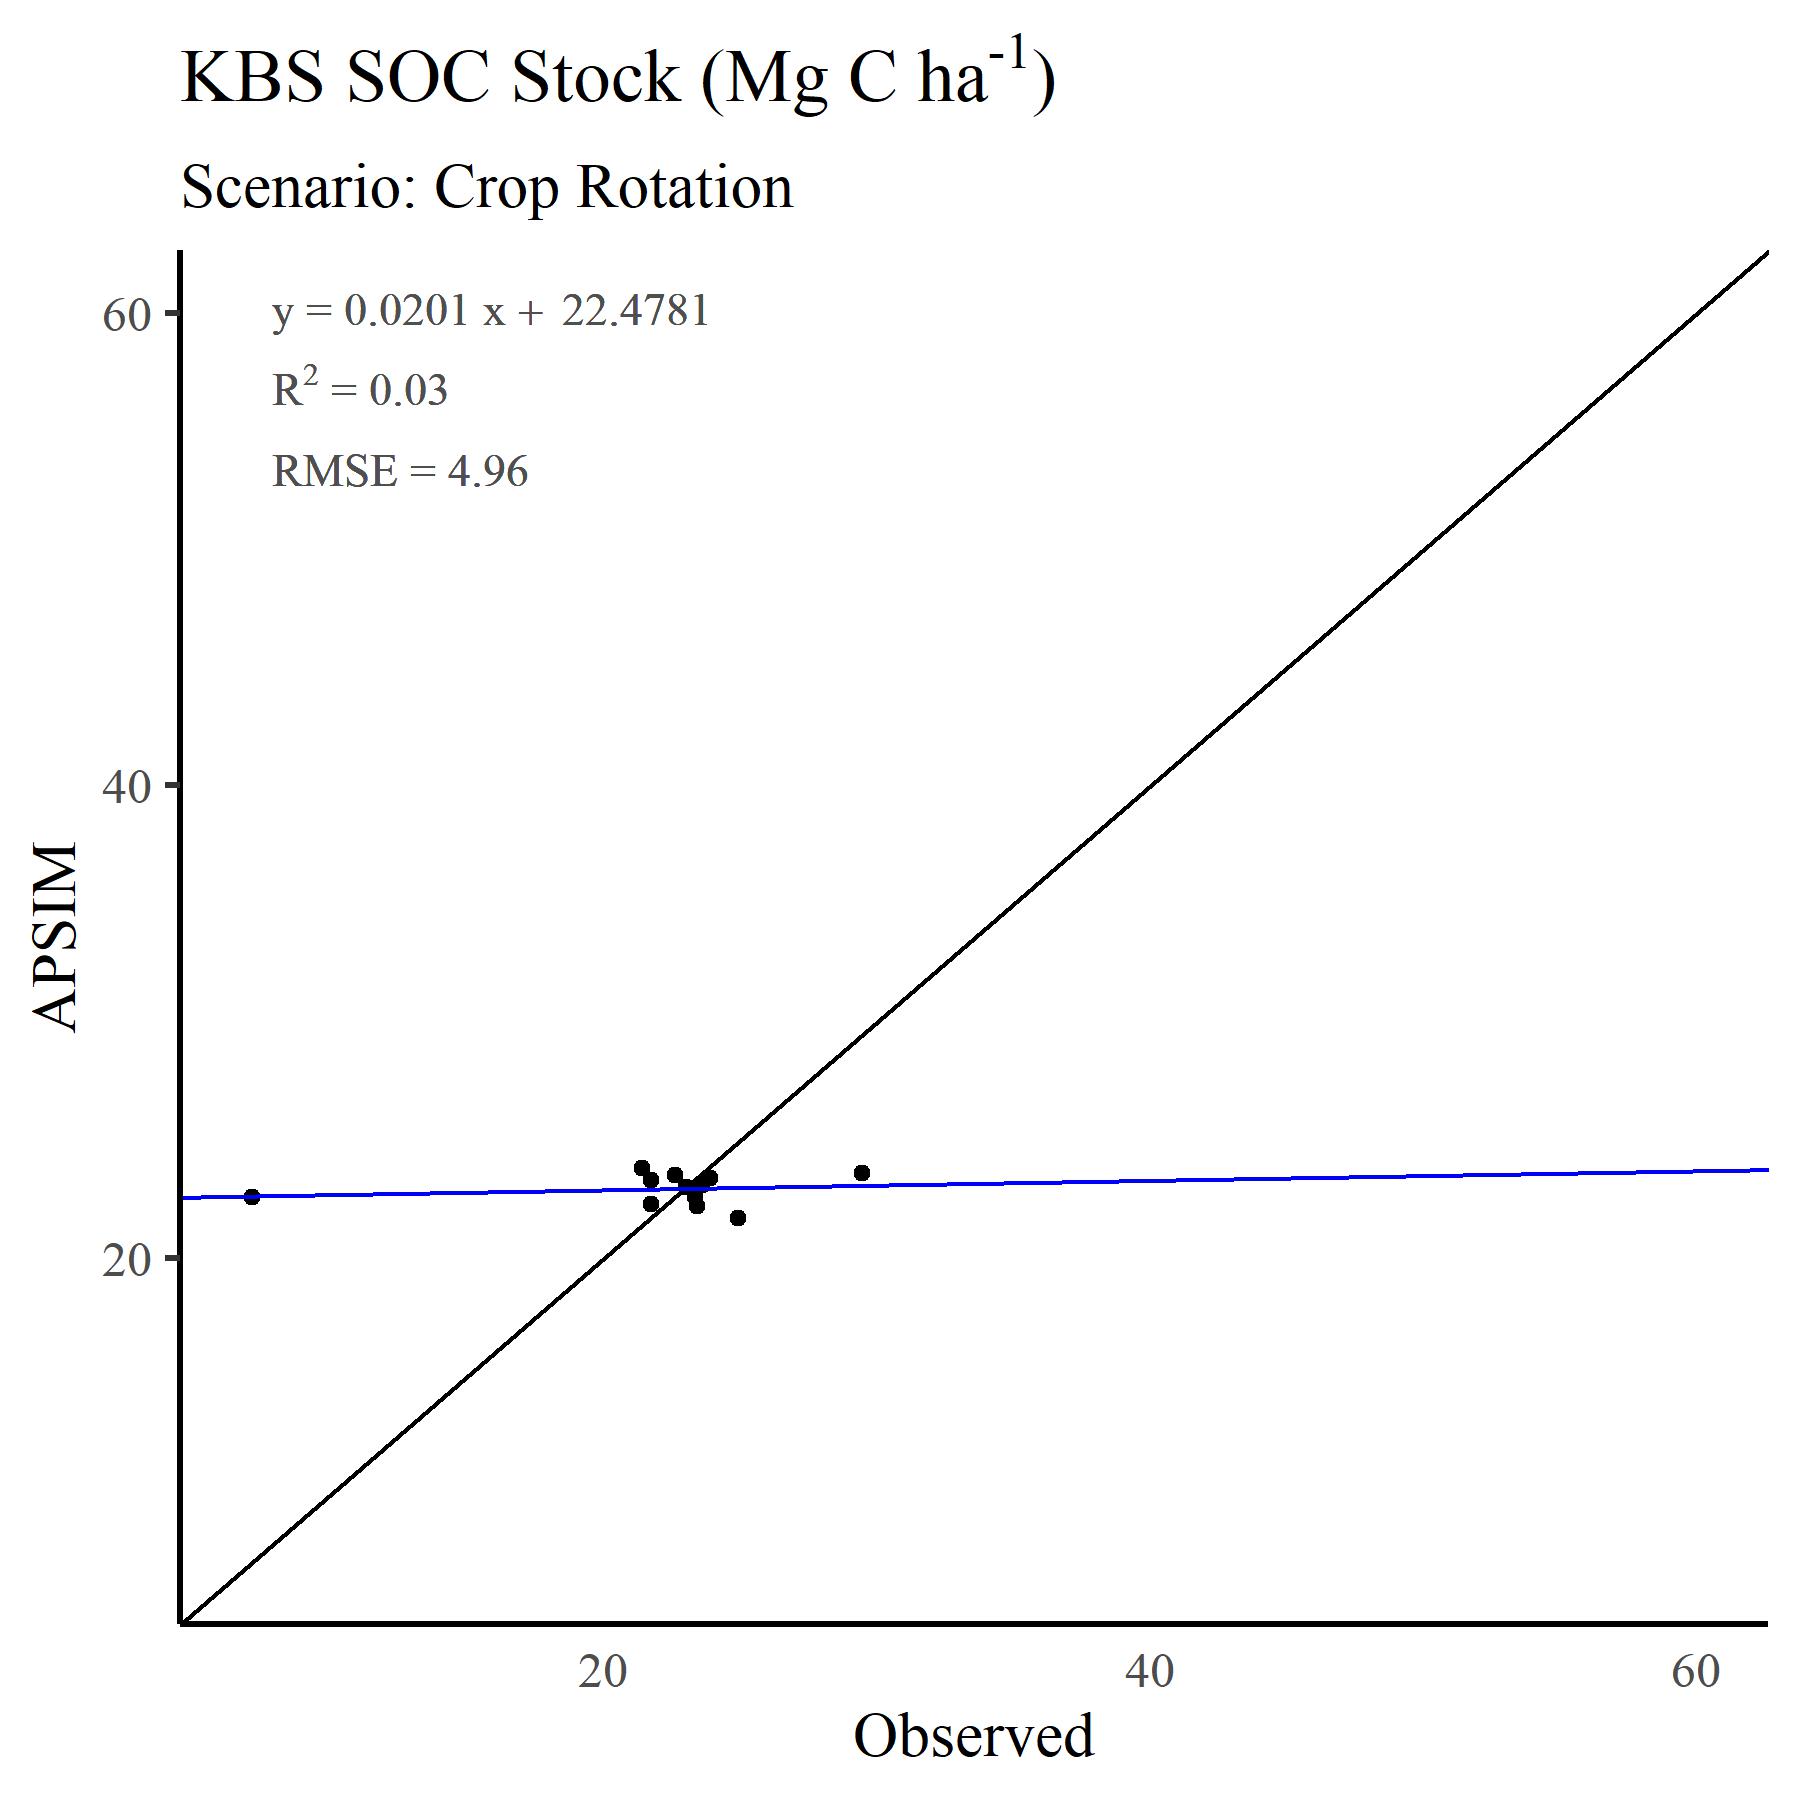 KBS SOC Stock (Mg C ha⁻¹)
Scenario: Crop Rotation
y = 0.0201 x + 22.4781
R² = 0.03
RMSE = 4.96
60
40
20
APSIM
20 40 60
Observed